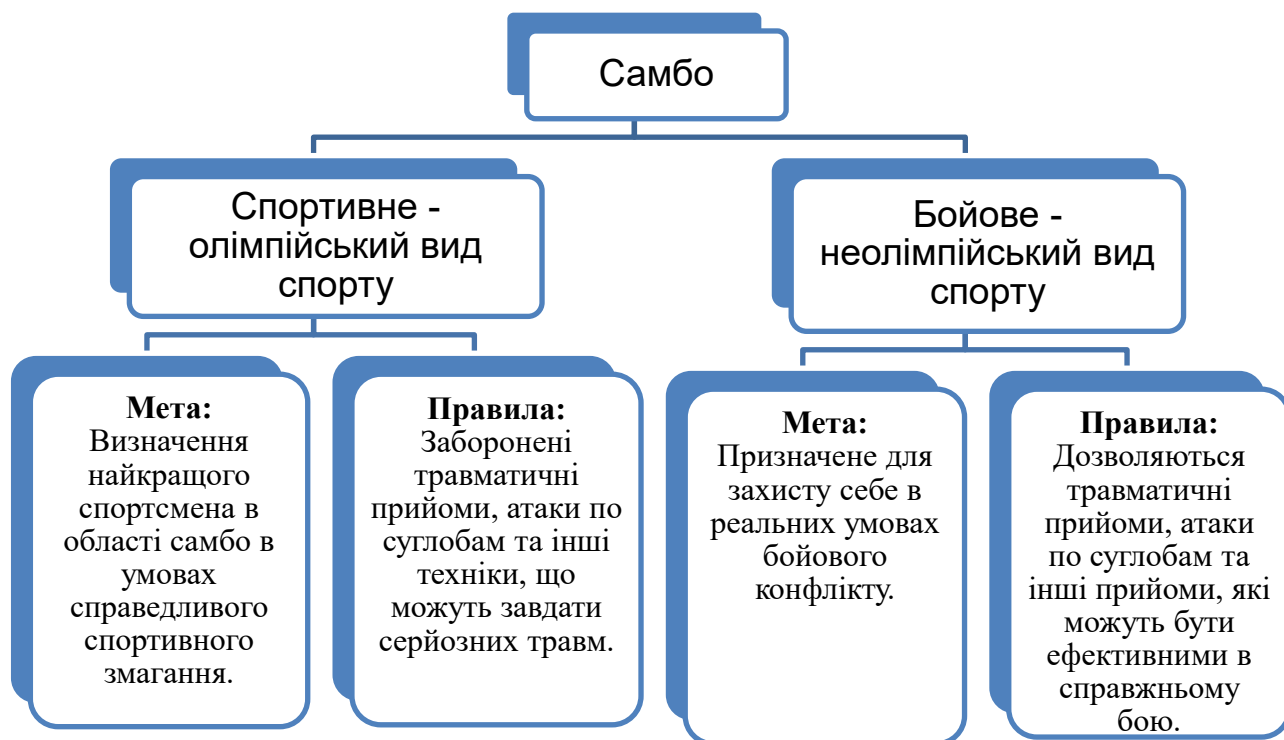 Самбо
Спортивне -
олімпійський вид
спорту
Бойове -
неолімпійський вид
спорту
Мета:
Визначення
найкращого
спортсмена в
області самбо в
умовах
справедливого
спортивного
змагання.
Правила:
Заборонені
травматичні
прийоми, атаки по
суглобам та інші
техніки, що
можуть завдати
серйозних травм.
Мета:
Призначене для
захисту себе в
реальних умовах
бойового
конфлікту.
Правила:
Дозволяються
травматичні
прийоми, атаки
по суглобам та
інші прийоми, які
можуть бути
ефективними в
справжньому
бою.